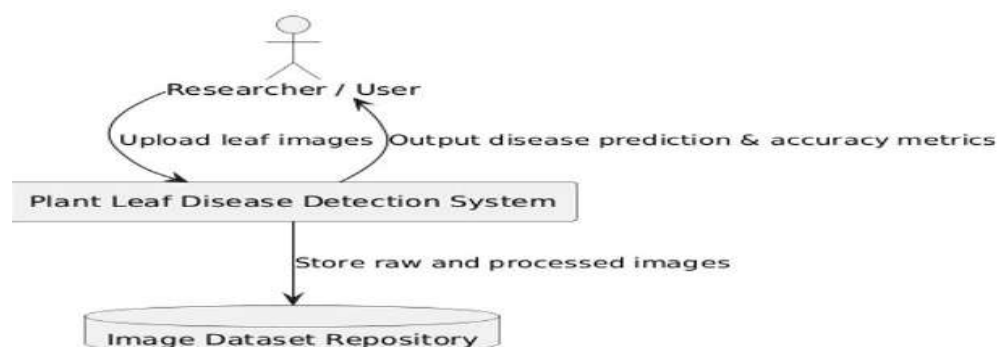 Researcher / User
Upload leaf images
Output disease prediction & accuracy metrics
Plant Leaf Disease Detection System
Store raw and processed images
Image Dataset Repository